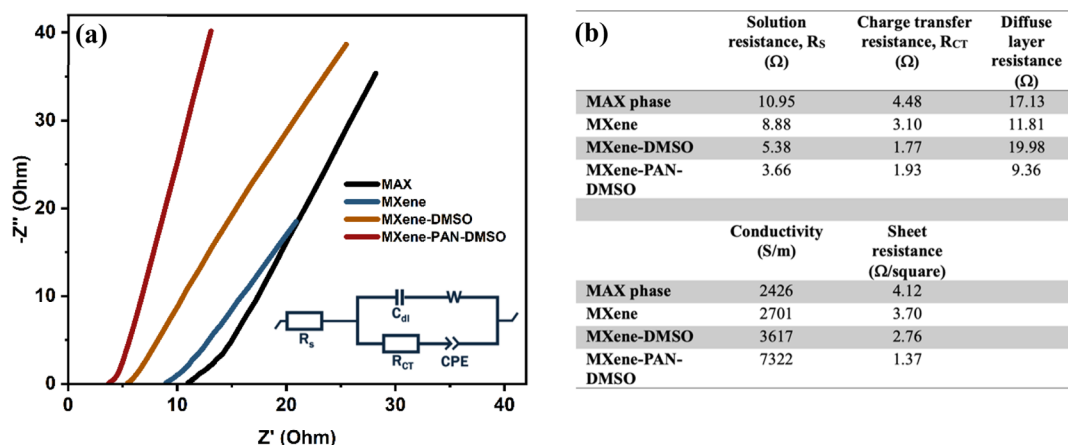 (a)
40
30
20
10
0
-Z'' (Ohm)
MAX
MXene
MXene-DMSO
MXene-PAN-DMSO
Cdl
W
Rs
RCT
CPE
0 10 20 30 40
Z' (Ohm)
(b)
Solution resistance, RS (Ω) Charge transfer resistance, RCT (Ω) Diffuse layer resistance (Ω)
MAX phase 10.95 4.48 17.13
MXene 8.88 3.10 11.81
MXene-DMSO 5.38 1.77 19.98
MXene-PAN-DMSO 3.66 1.93 9.36
Conductivity (S/m) Sheet resistance (Ω/square)
MAX phase 2426 4.12
MXene 2701 3.70
MXene-DMSO 3617 2.76
MXene-PAN-DMSO 7322 1.37